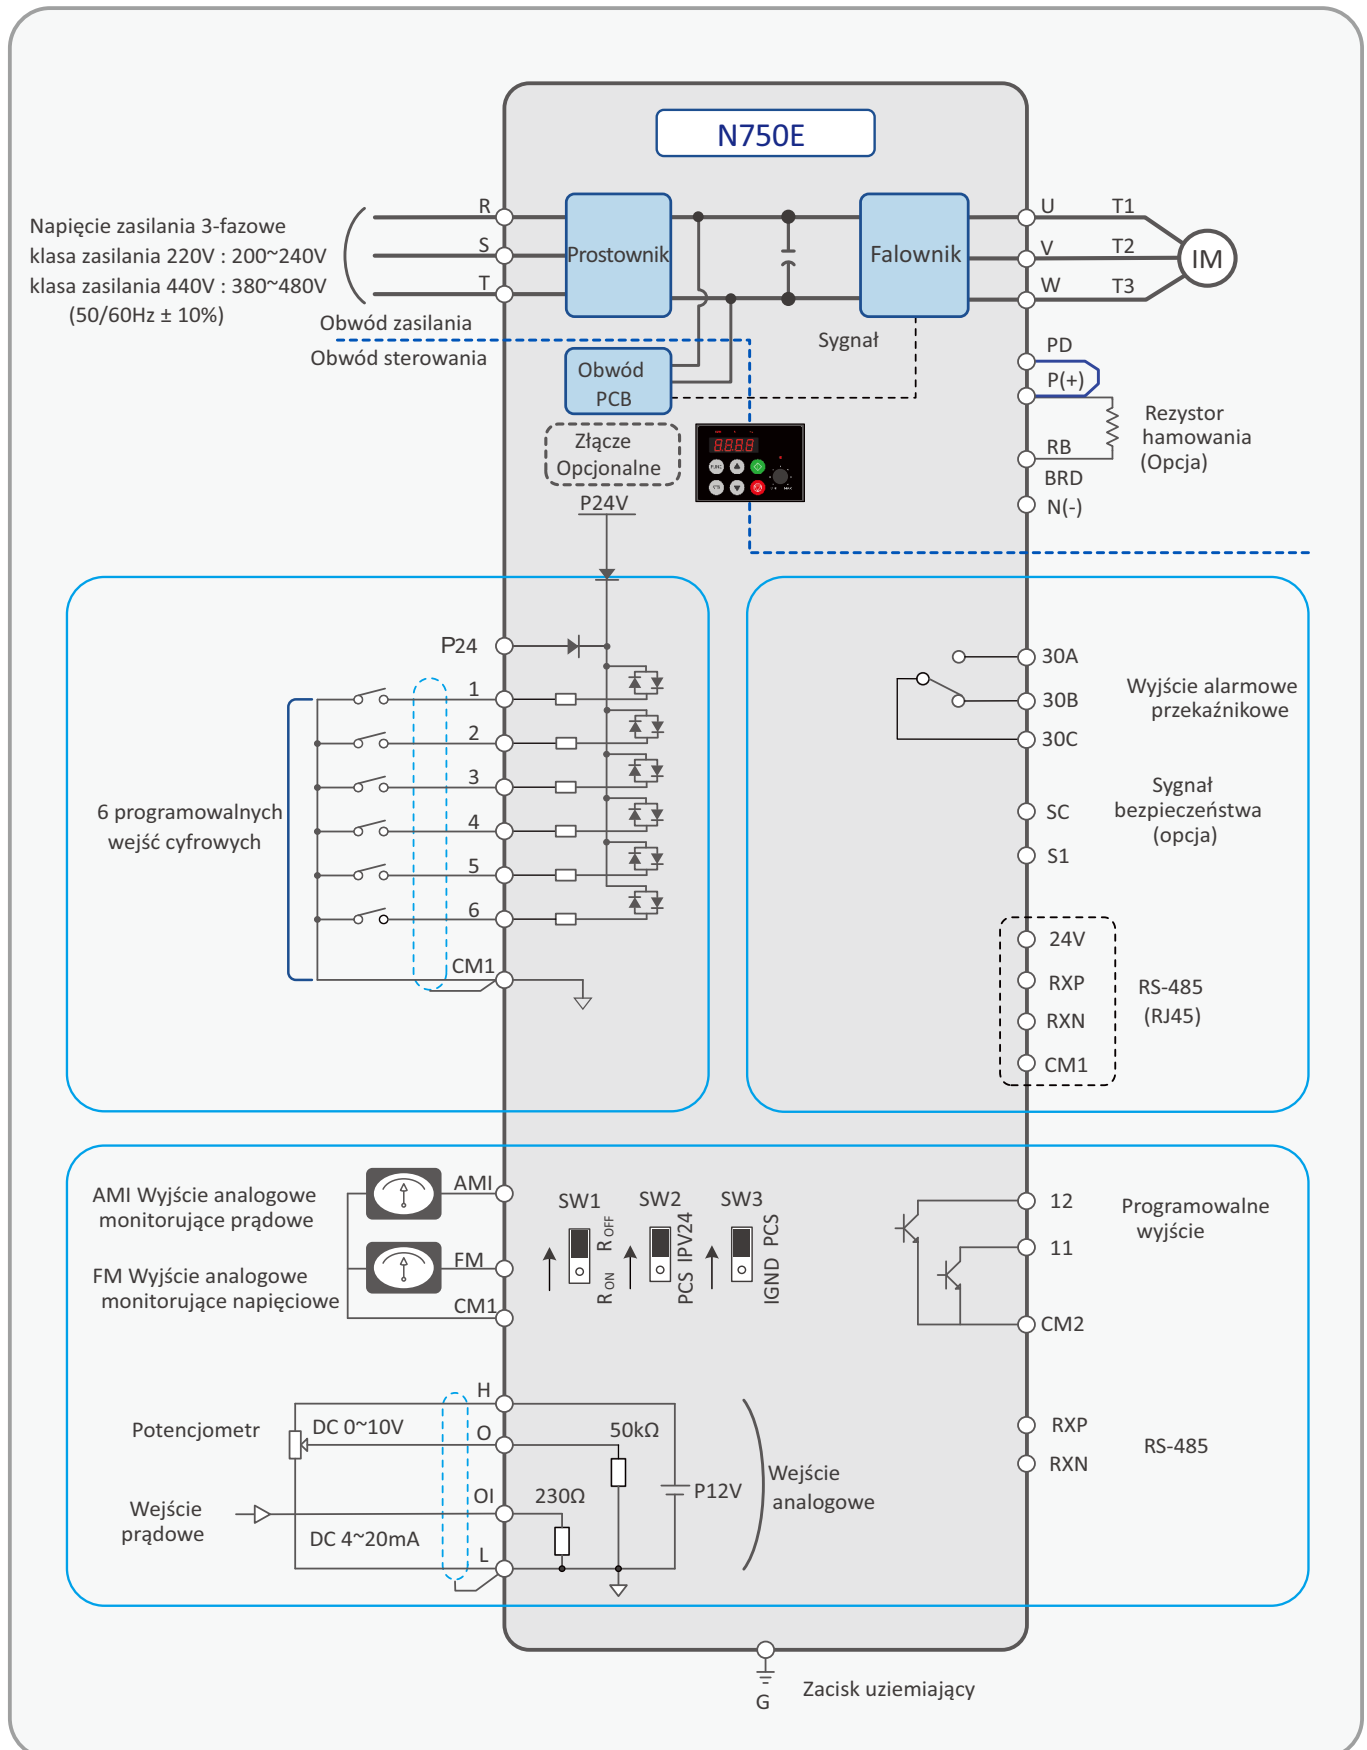 N750E
Napięcie zasilania 3-fazowe
klasa zasilania 220V : 200~240V
klasa zasilania 440V : 380~480V
(50/60Hz ± 10%)
R
S
T
Prostownik
Falownik
U
V
W
T1
T2
T3
IM
Obwód zasilania
Obwód sterowania
Sygnał
Obwód
PCB
Złącze
Opcjonalne
P24V
PD
P(+)
RB
BRD
N(-)
Rezystor
hamowania
(Opcja)
P24
1
2
3
4
5
6
CM1
6 programowalnych
wejść cyfrowych
30A
30B
30C
Wyjście alarmowe
przekaźnikowe
SC
S1
Sygnał
bezpieczeństwa
(opcja)
24V
RXP
RXN
CM1
RS-485
(RJ45)
AMI Wyjście analogowe
monitorujące prądowe
AMI
FM Wyjście analogowe
monitorujące napięciowe
FM
CM1
SW1
SW2
SW3
R ON
R OFF
PCS
IPV24
IGND
PCS
12
11
CM2
Programowalne
wyjście
Potencjometr
DC 0~10V
H
O
OI
L
Wejście
prądowe
DC 4~20mA
50kΩ
230Ω
P12V
Wejście
analogowe
RXP
RXN
RS-485
G
Zacisk uziemiający